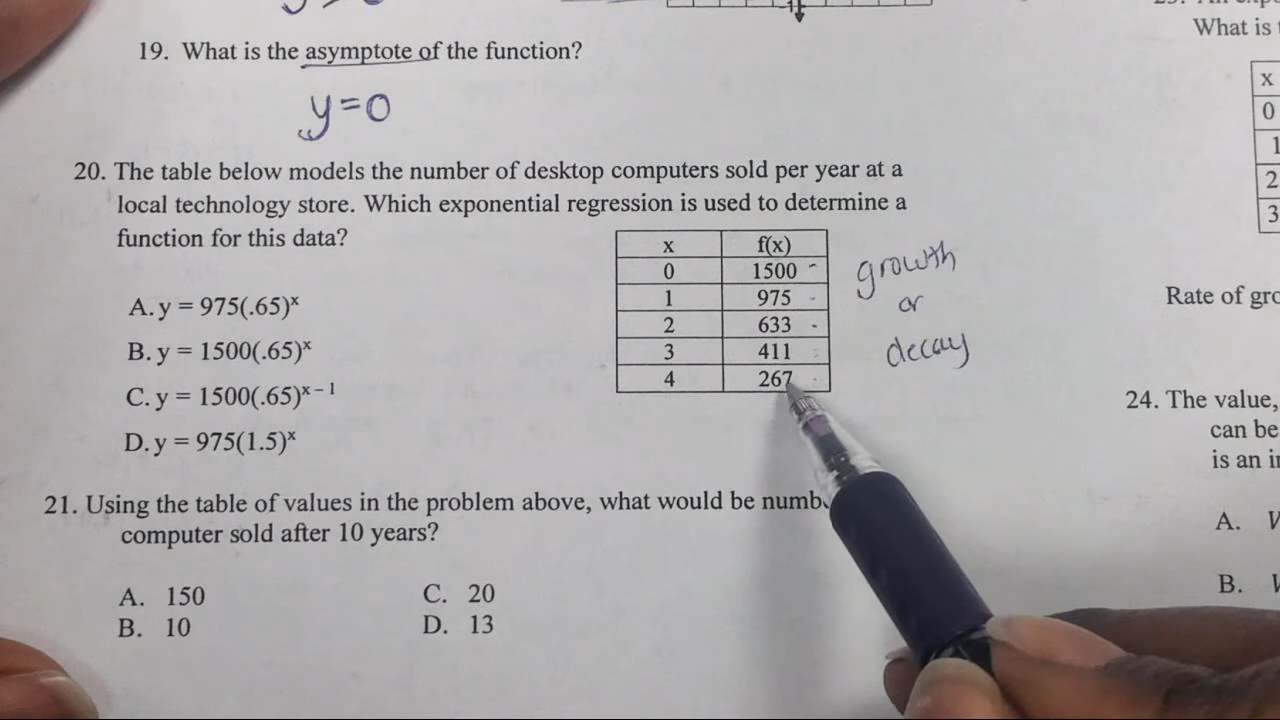 19. What is the asymptote of the function?
y=0
20. The table below models the number of desktop computers sold per year at a
local technology store. Which exponential regression is used to determine a
function for this data?
x f(x)
0 1500
1 975
2 633
3 411
4 267
growth
or
decay
A. y = 975(.65)ˣ
B. y = 1500(.65)ˣ
C. y = 1500(.65)ˣ⁻¹
D. y = 975(1.5)ˣ
21. Using the table of values in the problem above, what would be
computer sold after 10 years?
A. 150
B. 10
C. 20
D. 13
What is
x
0
1
2
3
Rate of
24. The value,
can be
is an
A.
B.